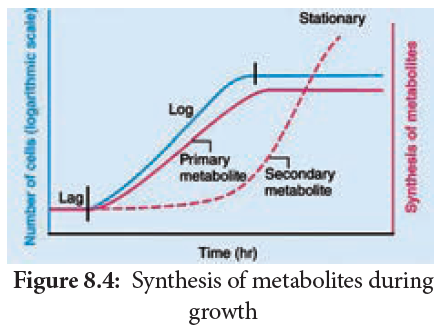 Stationary
Number of cells (logarithmic scale)
Synthesis of metabolites
Log
Primary
metabolite
Secondary
metabolite
Lag
Time (hr)
Figure 8.4: Synthesis of metabolites during
growth